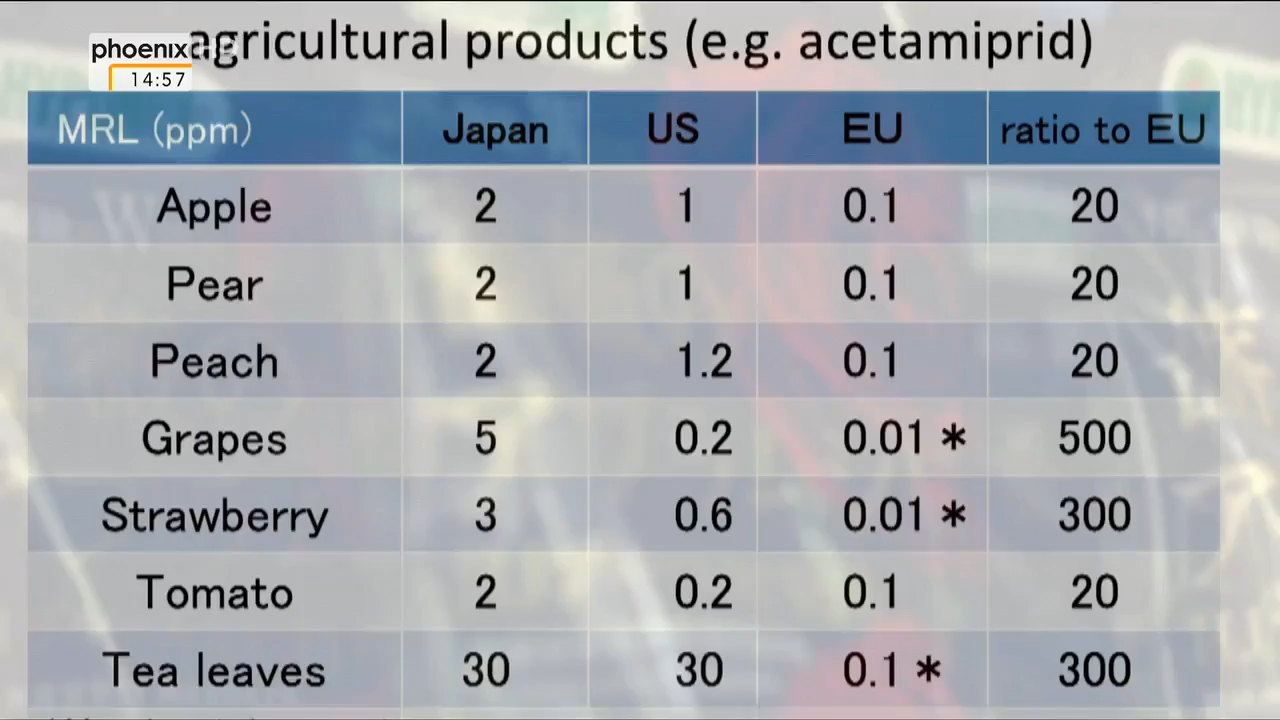 agricultural products (e.g. acetamiprid)
phoenix HD
14:57
MRL (ppm) Japan US EU ratio to EU
Apple 2 1 0.1 20
Pear 2 1 0.1 20
Peach 2 1.2 0.1 20
Grapes 5 0.2 0.01 * 500
Strawberry 3 0.6 0.01 * 300
Tomato 2 0.2 0.1 20
Tea leaves 30 30 0.1 * 300